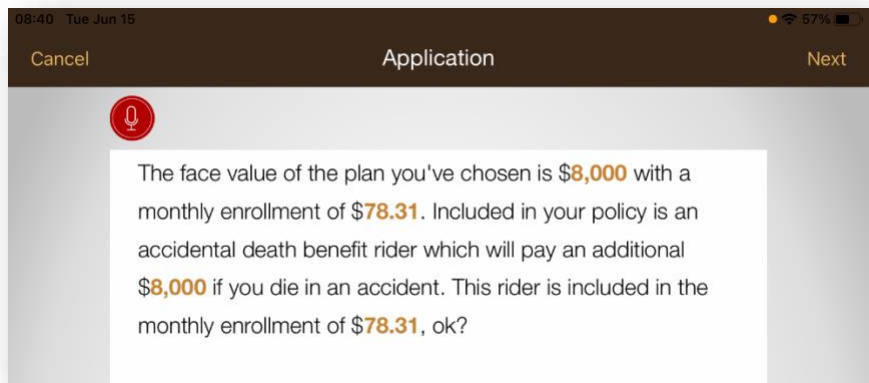 08:40 Tue Jun 15
57%
Cancel Application Next
The face value of the plan you've chosen is $8,000 with a
monthly enrollment of $78.31. Included in your policy is an
accidental death benefit rider which will pay an additional
$8,000 if you die in an accident. This rider is included in the
monthly enrollment of $78.31, ok?